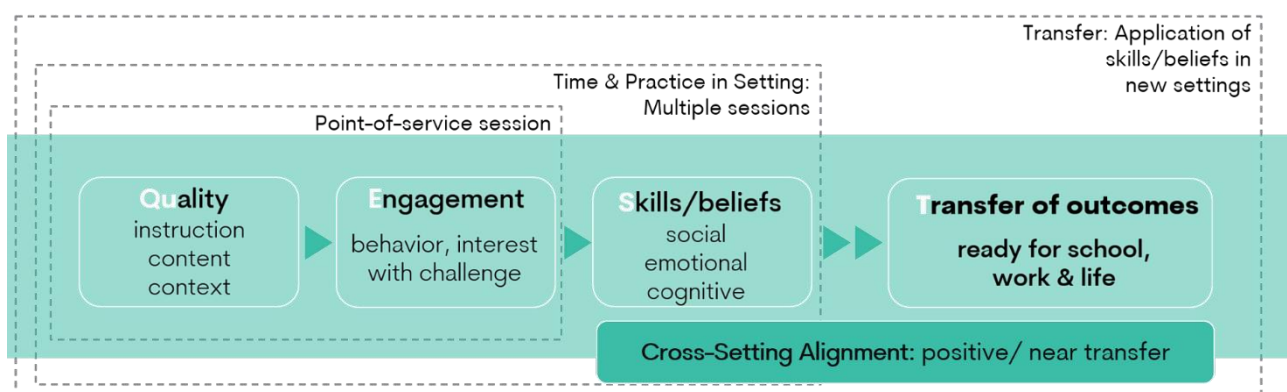 Transfer: Application of
skills/beliefs in
new settings
Time & Practice in Setting:
Multiple sessions
Point-of-service session
Quality
instruction
content
context
Engagement
behavior, interest
with challenge
Skills/beliefs
social
emotional
cognitive
Transfer of outcomes
ready for school,
work & life
Cross-Setting Alignment: positive/ near transfer